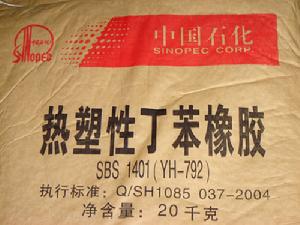 SINOPEC
中国石化
SINOPEC CORP.
热塑性丁苯橡胶
SBS 1401(YH-792)
执行标准: Q/SH1085 037-2004
净含量: 20千克